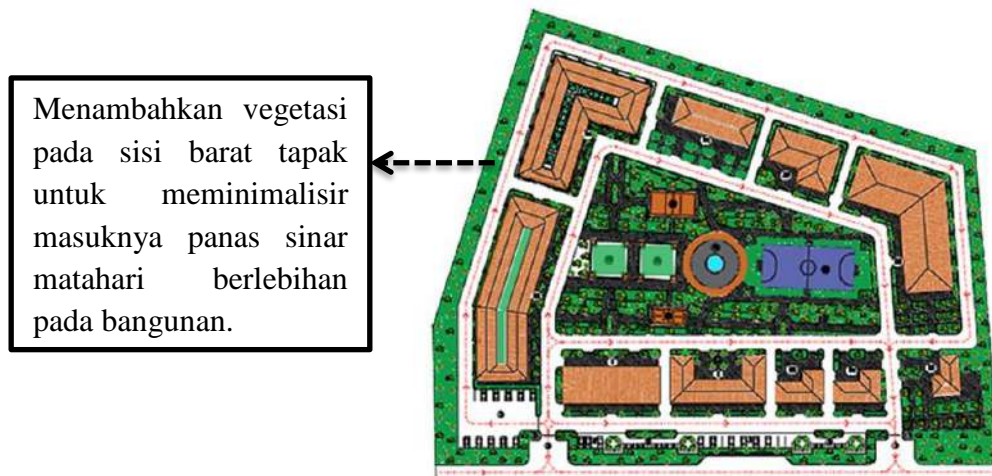 Menambahkan vegetasi
pada sisi barat tapak
untuk meminimalisir
masuknya panas sinar
matahari berlebihan
pada bangunan.